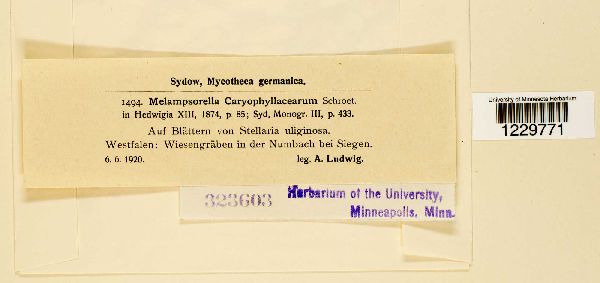 Sydow, Mycotheca germanica.
1494. Melampsorella Caryophyllacearum Schroet.
in Hedwigia XIII, 1874, p. 85; Syd. Monogr. III, p. 433.
Auf Blättern von Stellaria uliginosa.
Westfalen: Wiesengräben in der Numbach bei Siegen.
6. 6. 1920. leg. A. Ludwig.
323603 Herbarium of the University,
Minneapolis, Minn.
University of Minnesota Herbarium
1229771